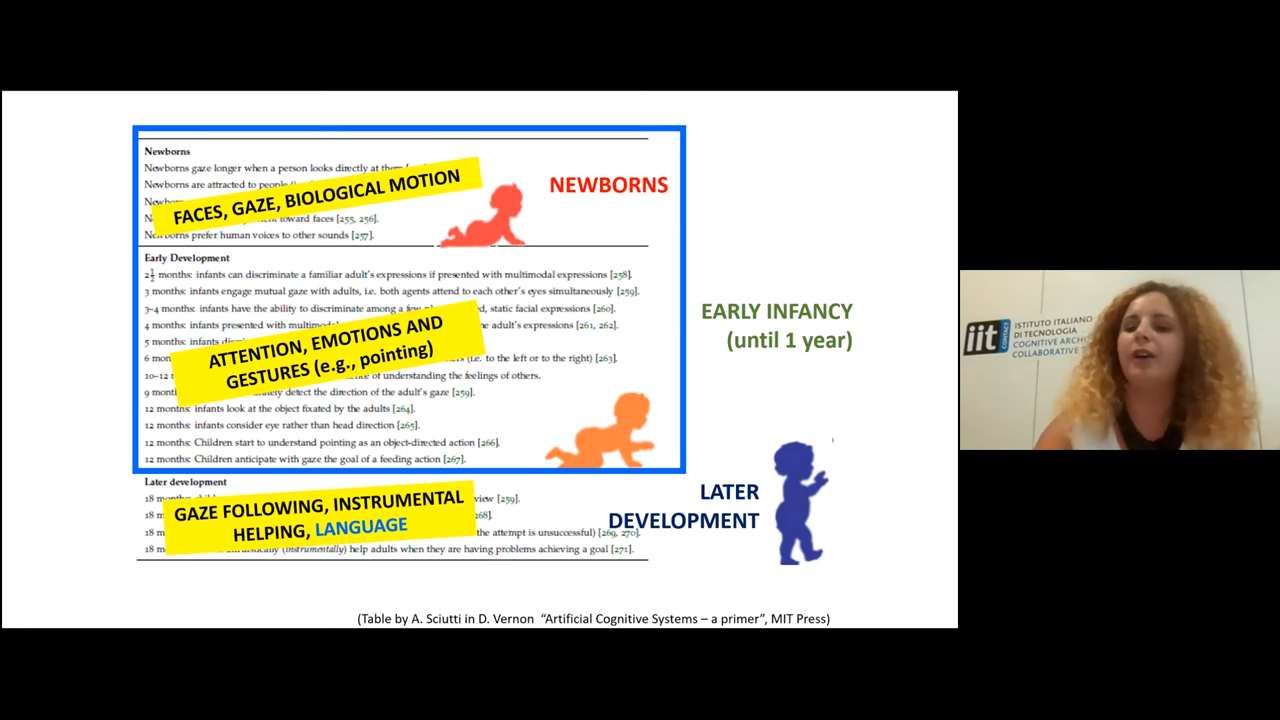 Newborns
Newborns gaze longer when a person looks directly at them
Newborns are attracted to people
FACES, GAZE, BIOLOGICAL MOTION
toward faces [255, 256].
Newborns prefer human voices to other sounds [257].
NEWBORNS
Early Development
2½ months: infants can discriminate a familiar adult's expressions if presented with multimodal expressions [258].
3 months: infants engage mutual gaze with adults, i.e. both agents attend to each other's eyes simultaneously [259].
3–4 months: infants have the ability to discriminate among a few static facial expressions [260].
4 months: infants presented with adult's expressions [261, 262].
5 months: infants
ATTENTION, EMOTIONS AND
GESTURES (e.g., pointing)
6 (i.e. to the left or to the right) [263].
10–12 of understanding the feelings of others.
9 detect the direction of the adult's gaze [259].
12 months: infants look at the object fixated by the adults [264].
12 months: infants consider eye rather than head direction [265].
12 months: Children start to understand pointing as an object-directed action [266].
12 months: Children anticipate with gaze the goal of a feeding action [267].
EARLY INFANCY
(until 1 year)
Later development
18 [259].
18
18 the attempt is unsuccessful) [269, 270].
18 (instrumentally) help adults when they are having problems achieving a goal [271].
GAZE FOLLOWING, INSTRUMENTAL
HELPING, LANGUAGE
LATER
DEVELOPMENT
(Table by A. Sciutti in D. Vernon "Artificial Cognitive Systems – a primer", MIT Press)
iit
CONTACT
ISTITUTO ITALIANO
DI TECNOLOGIA
COGNITIVE
COLLABORATIVE